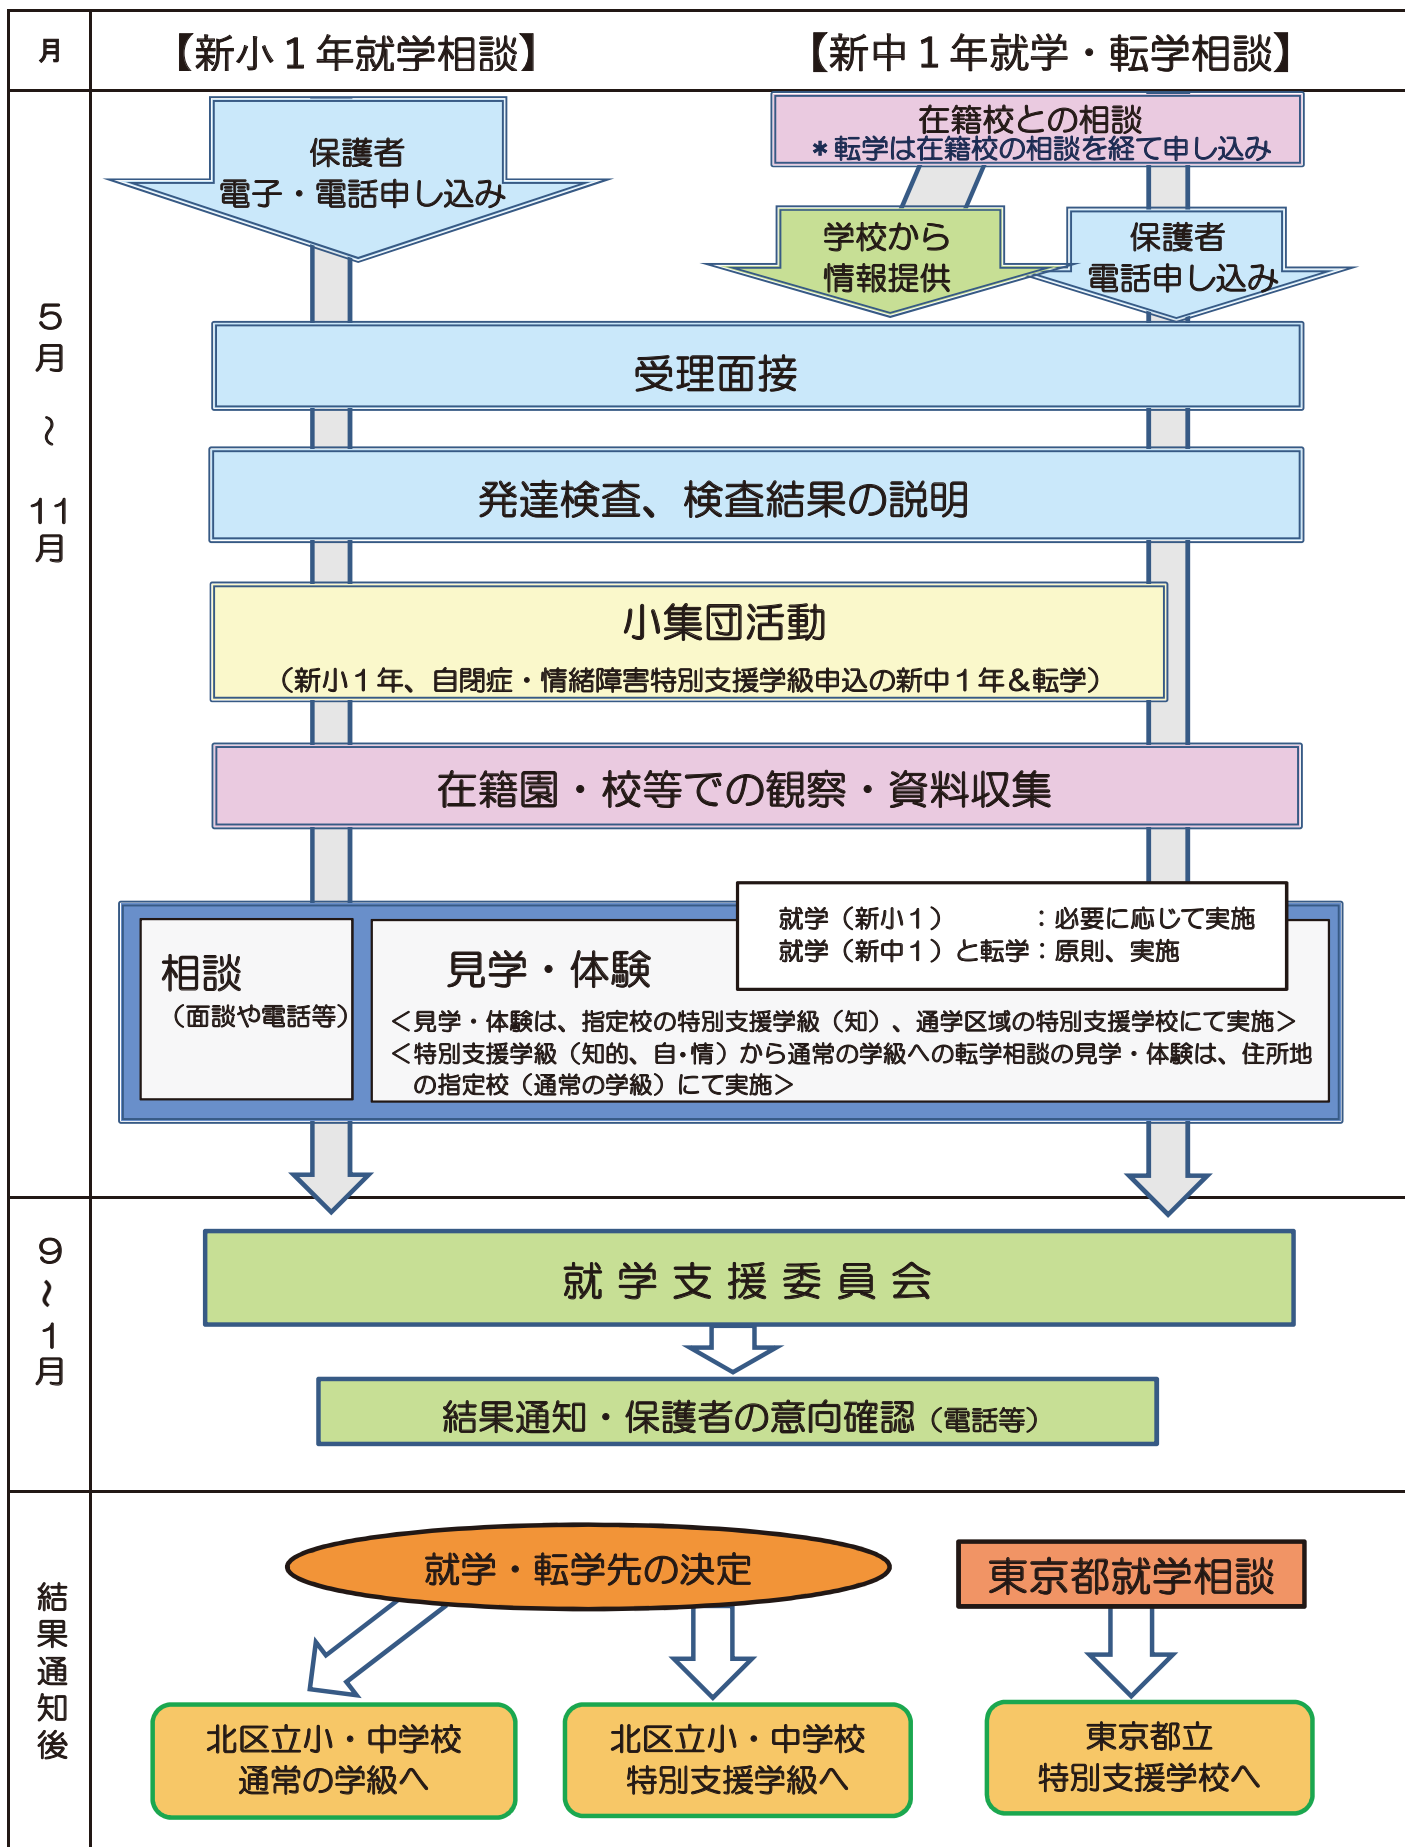 月
【新小１年就学相談】
【新中１年就学・転学相談】
5
月
～
11
月
保護者
電子・電話申し込み
在籍校との相談
＊転学は在籍校の相談を経て申し込み
学校から
情報提供
保護者
電話申し込み
受理面接
発達検査、検査結果の説明
小集団活動
（新小１年、自閉症・情緒障害特別支援学級申込の新中１年＆転学）
在籍園・校等での観察・資料収集
就学（新小１）　　　　：必要に応じて実施
就学（新中１）と転学：原則、実施
相談
（面談や電話等）
見学・体験
＜見学・体験は、指定校の特別支援学級（知）、通学区域の特別支援学校にて実施＞
＜特別支援学級（知的、自・情）から通常の学級への転学相談の見学・体験は、住所地
の指定校（通常の学級）にて実施＞
9
～
1
月
就学支援委員会
結果通知・保護者の意向確認（電話等）
結果通知後
就学・転学先の決定
東京都就学相談
北区立小・中学校
通常の学級へ
北区立小・中学校
特別支援学級へ
東京都立
特別支援学校へ